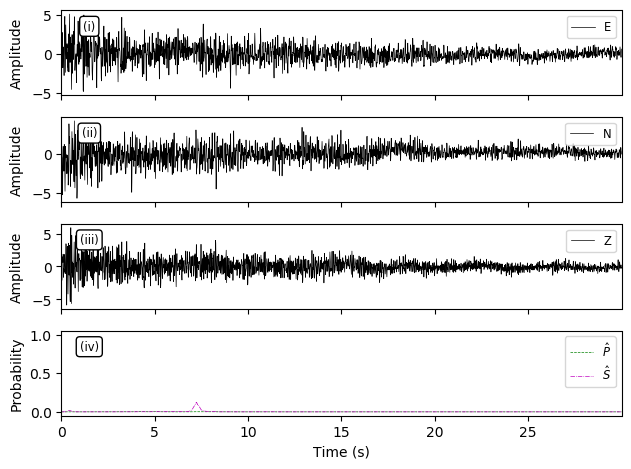 Amplitude
5
0
−5
(i)
E
Amplitude
0
−5
(ii)
N
Amplitude
5
0
−5
(iii)
Z
Probability
1.0
0.5
0.0
(iv)
P̂
Ŝ
0 5 10 15 20 25
Time (s)